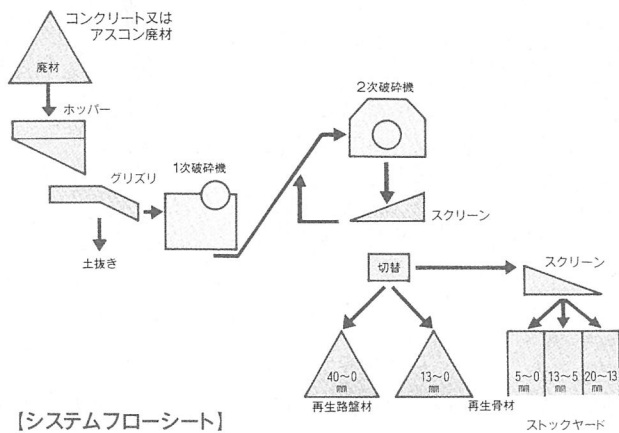 コンクリート又は
アスコン廃材
廃材
ホッパー
グリズリ
土抜き
1次破砕機
2次破砕機
スクリーン
切替
スクリーン
40〜0
mm
13〜0
mm
5〜0
mm
13〜5
mm
20〜13
mm
再生路盤材
再生骨材
ストックヤード
【システムフローシート】